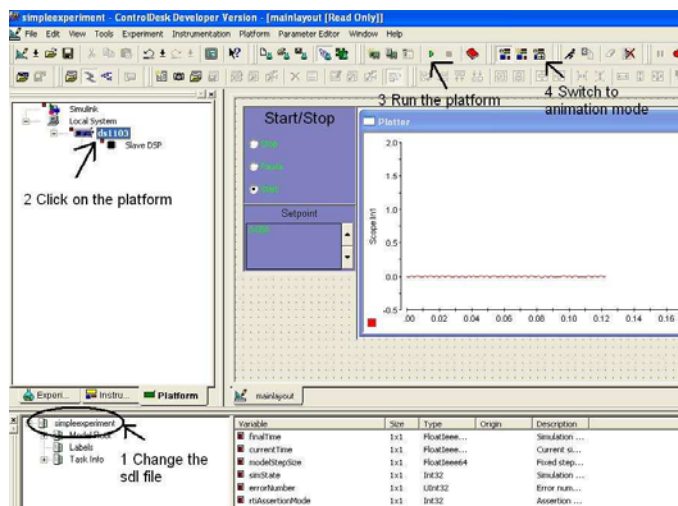 simpleexperiment - ControlDesk Developer Version - [mainlayout [Read Only]]
File Edit View Tools Experiment Instrumentation Platform Parameter Editor Window Help
3 Run the platform
4 Switch to
animation mode
Simulink
Local System
ds1103
Slave DSP
2 Click on the platform
Start/Stop
Stop
Pause
Start
Setpoint
Plotter
ScopeIn1
2.0
1.5
1.0
0.5
0.0
-0.5
.00 0.02 0.04 0.06 0.08 0.10 0.12 0.14 0.16
Experi... Instru... Platform
mainlayout
simpleexperiment
Model Root
Labels
Task Info
1 Change the
sdl file
Variable Size Type Origin Description
finalTime 1x1 FloatIeee... Simulation ...
currentTime 1x1 FloatIeee... Current si...
modelStepSize 1x1 FloatIeee64 Fixed step...
simState 1x1 Int32 Simulation ...
errorNumber 1x1 UInt32 Error num...
rtiAssertionMode 1x1 Int32 Assertion ...